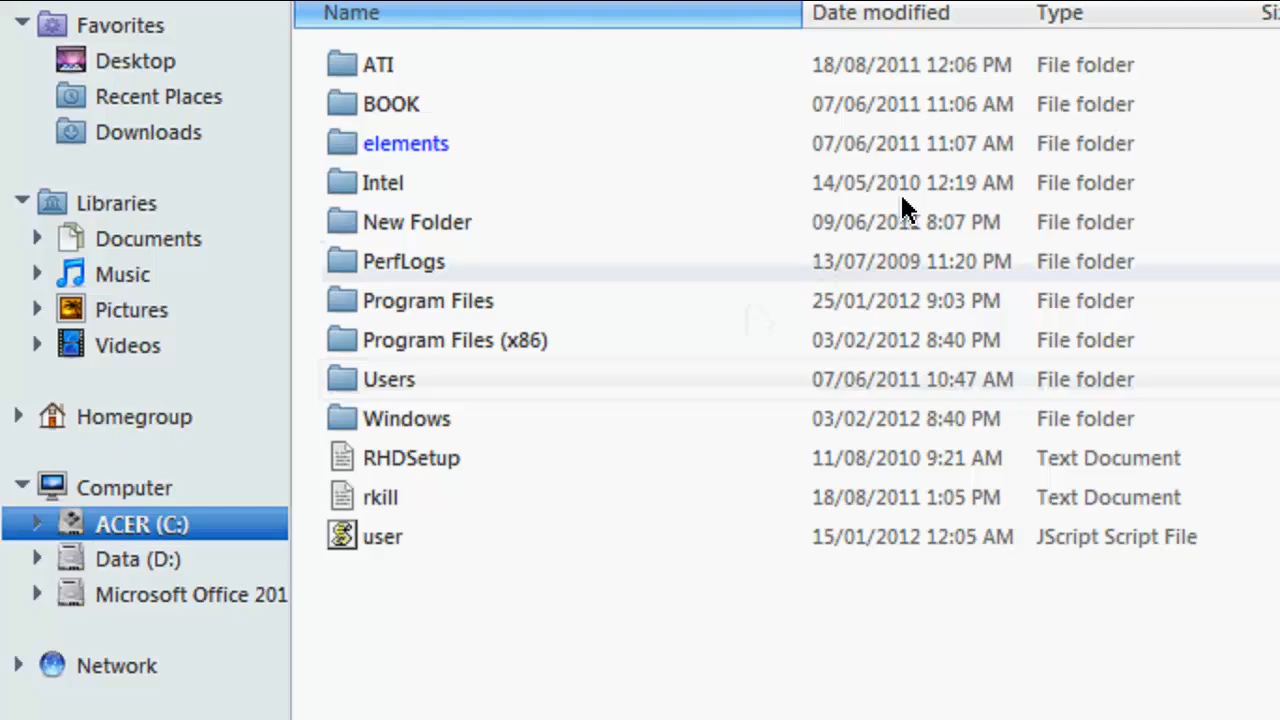 Favorites
Desktop
Recent Places
Downloads
Libraries
Documents
Music
Pictures
Videos
Homegroup
Computer
ACER (C:)
Data (D:)
Microsoft Office 201
Network
Name Date modified Type Si
ATI 18/08/2011 12:06 PM File folder
BOOK 07/06/2011 11:06 AM File folder
elements 07/06/2011 11:07 AM File folder
Intel 14/05/2010 12:19 AM File folder
New Folder 8:07 PM File folder
PerfLogs 13/07/2009 11:20 PM File folder
Program Files 25/01/2012 9:03 PM File folder
Program Files (x86) 03/02/2012 8:40 PM File folder
Users 07/06/2011 10:47 AM File folder
Windows 03/02/2012 8:40 PM File folder
RHDSetup 11/08/2010 9:21 AM Text Document
rkill 18/08/2011 1:05 PM Text Document
user 15/01/2012 12:05 AM JScript Script File